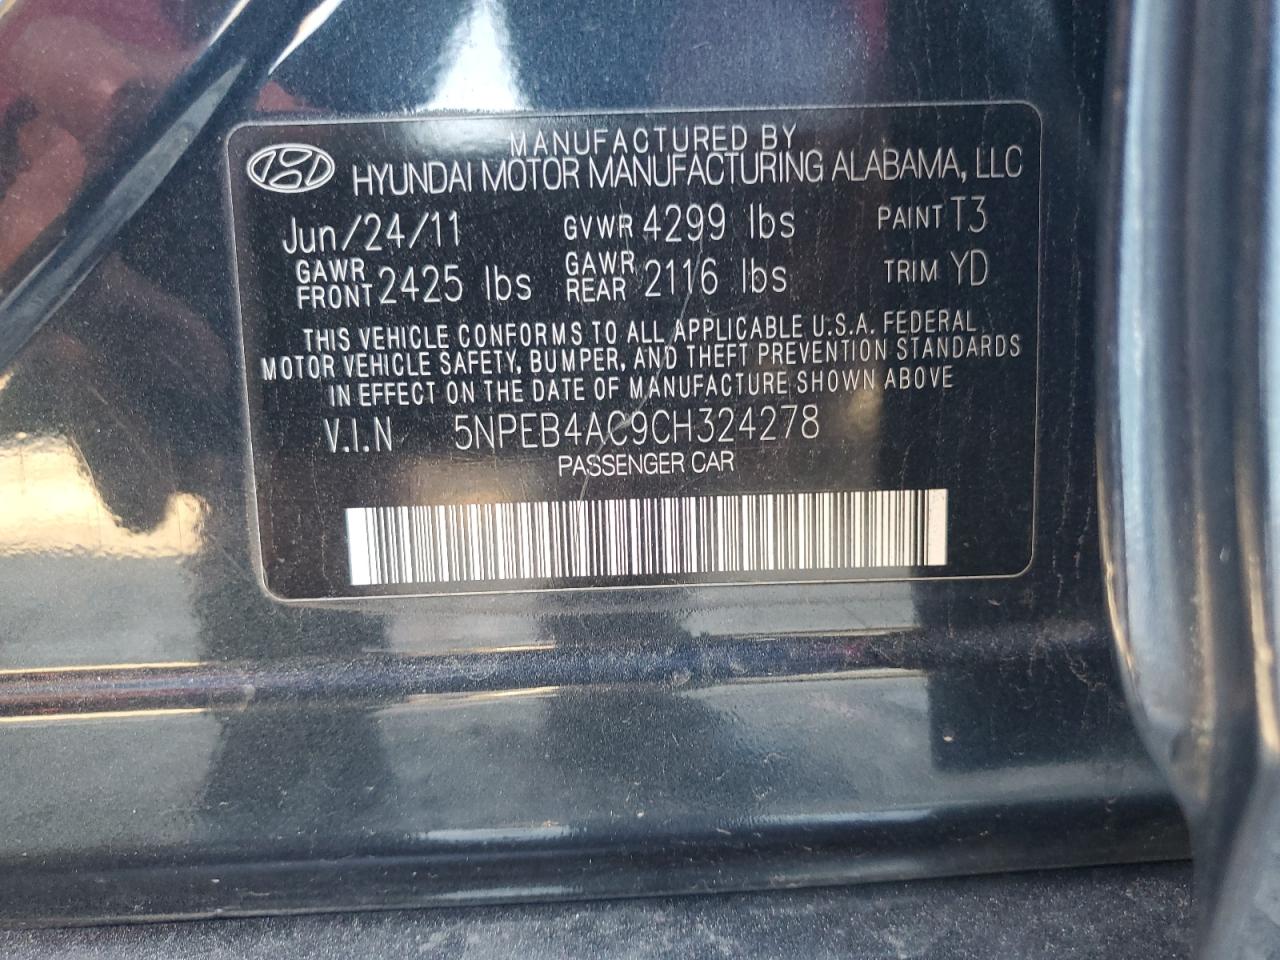 MANUFACTURED BY
HYUNDAI MOTOR MANUFACTURING ALABAMA, LLC
Jun/24/11 GVWR 4299 lbs PAINT T3
GAWR FRONT 2425 lbs GAWR REAR 2116 lbs TRIM YD
THIS VEHICLE CONFORMS TO ALL APPLICABLE U.S.A. FEDERAL
MOTOR VEHICLE SAFETY, BUMPER, AND THEFT PREVENTION STANDARDS
IN EFFECT ON THE DATE OF MANUFACTURE SHOWN ABOVE
V.I.N 5NPEB4AC9CH324278
PASSENGER CAR